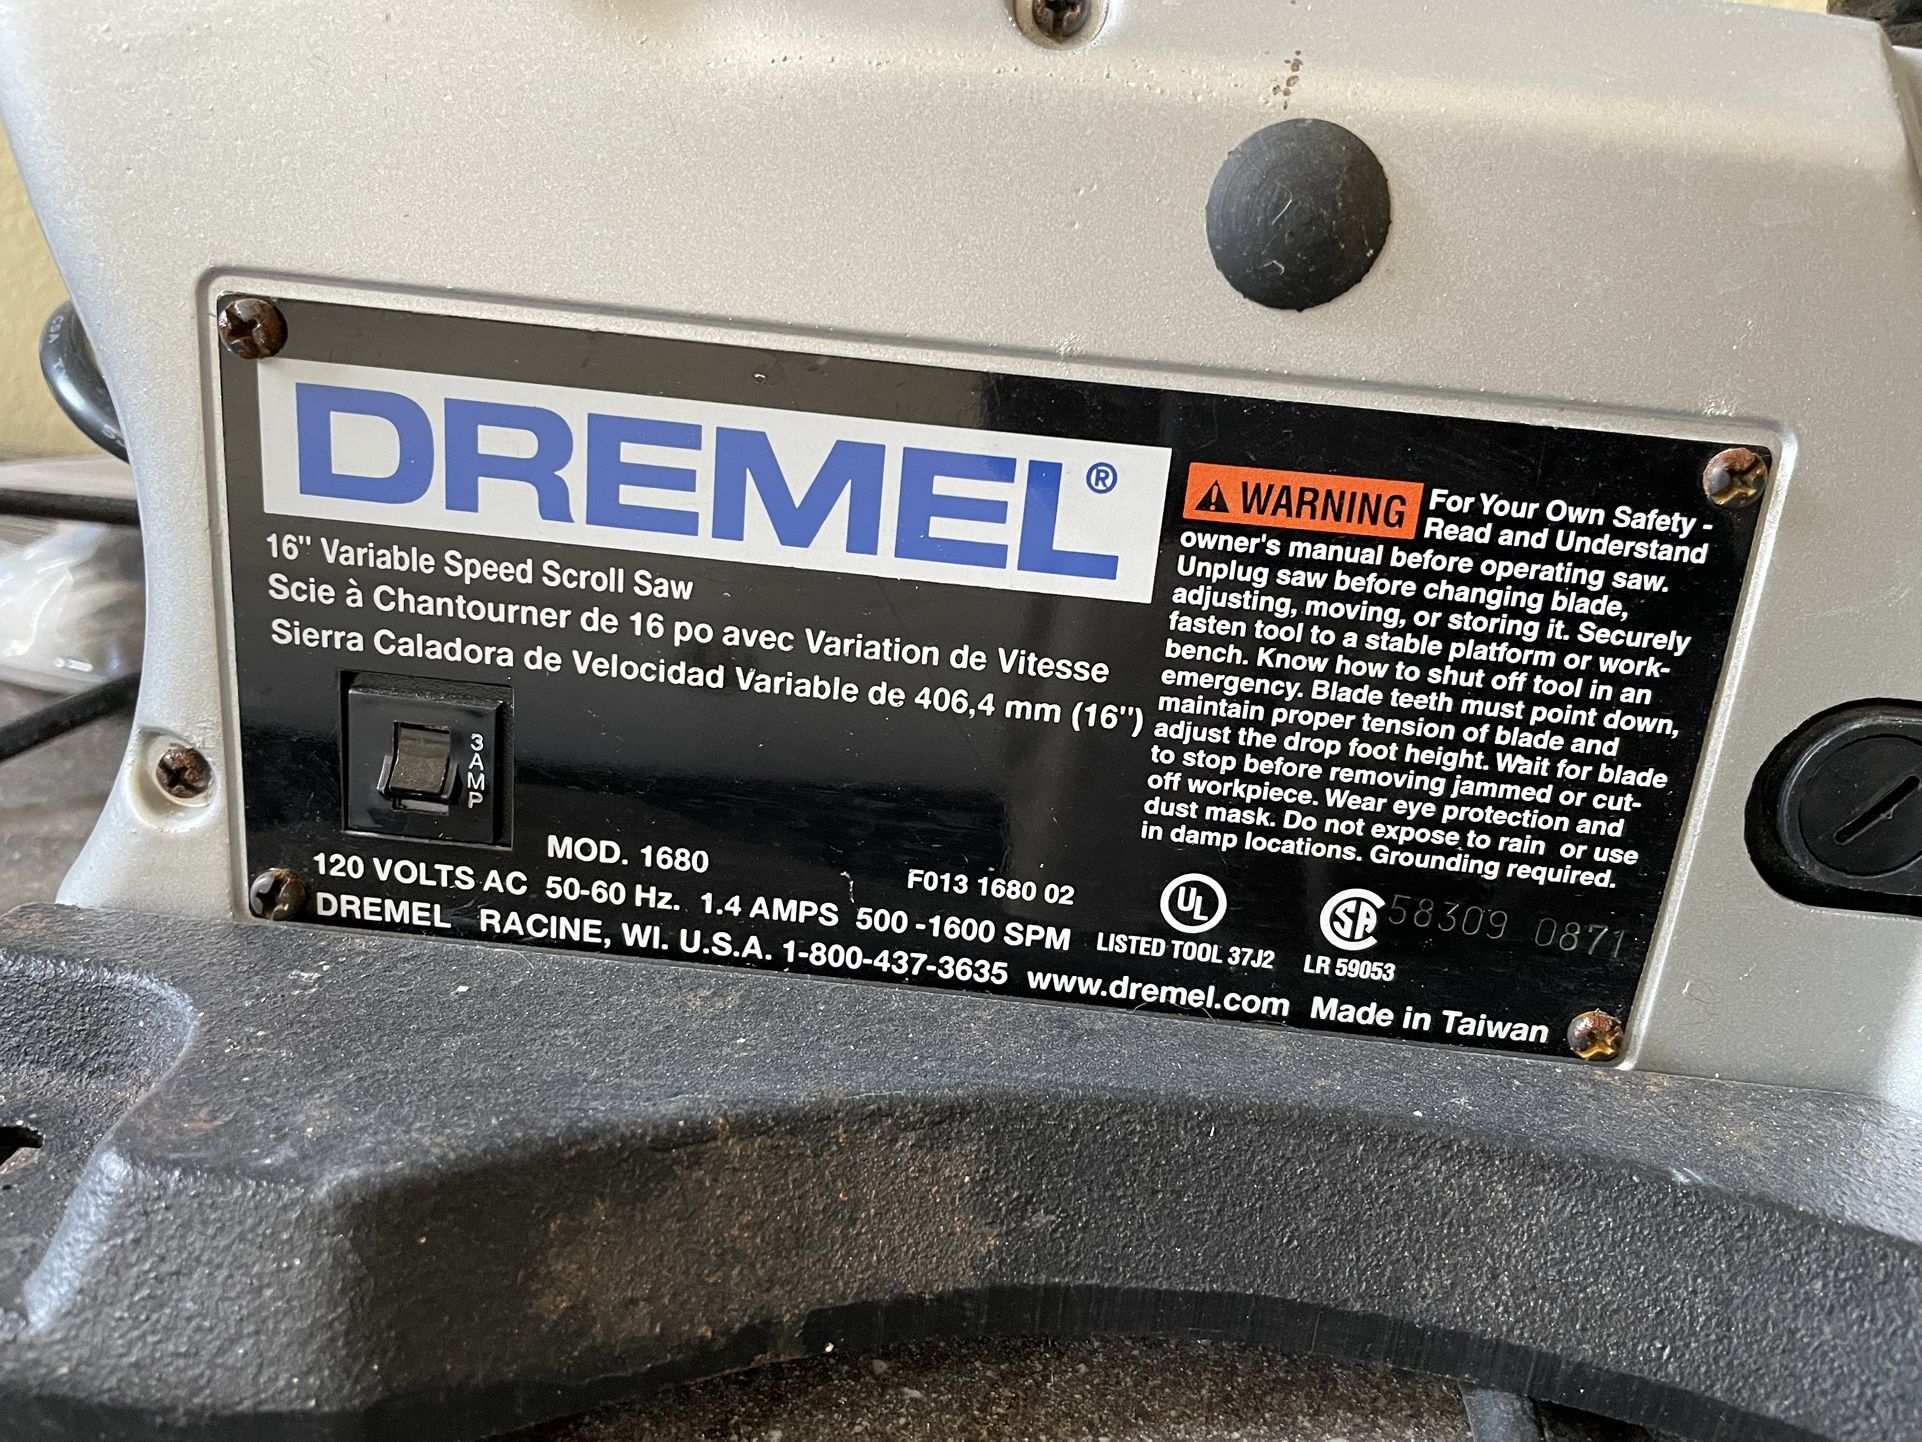 DREMEL®
16" Variable Speed Scroll Saw
Scie à Chantourner de 16 po avec Variation de Vitesse
Sierra Caladora de Velocidad Variable de 406,4 mm (16")
3 AMP
MOD. 1680
F013 1680 02
120 VOLTS AC 50-60 Hz. 1.4 AMPS 500 -1600 SPM
DREMEL RACINE, WI. U.S.A. 1-800-437-3635 www.dremel.com Made in Taiwan
WARNING For Your Own Safety -
Read and Understand
owner's manual before operating saw.
Unplug saw before changing blade,
adjusting, moving, or storing it. Securely
fasten tool to a stable platform or work-
bench. Know how to shut off tool in an
emergency. Blade teeth must point down,
maintain proper tension of blade and
adjust the drop foot height. Wait for blade
to stop before removing jammed or cut-
off workpiece. Wear eye protection and
dust mask. Do not expose to rain or use
in damp locations. Grounding required.
UL
LISTED TOOL 37J2
SA
LR 59053
58309 0871
CSA